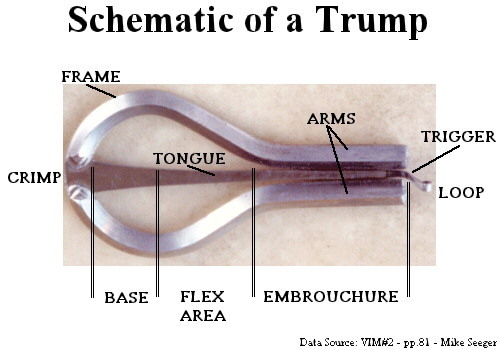 Schematic of a Trump
FRAME
ARMS
TRIGGER
TONGUE
CRIMP
LOOP
BASE
FLEX
AREA
EMBROUCHURE
Data Source: VIM#2 - pp.81 - Mike Seeger